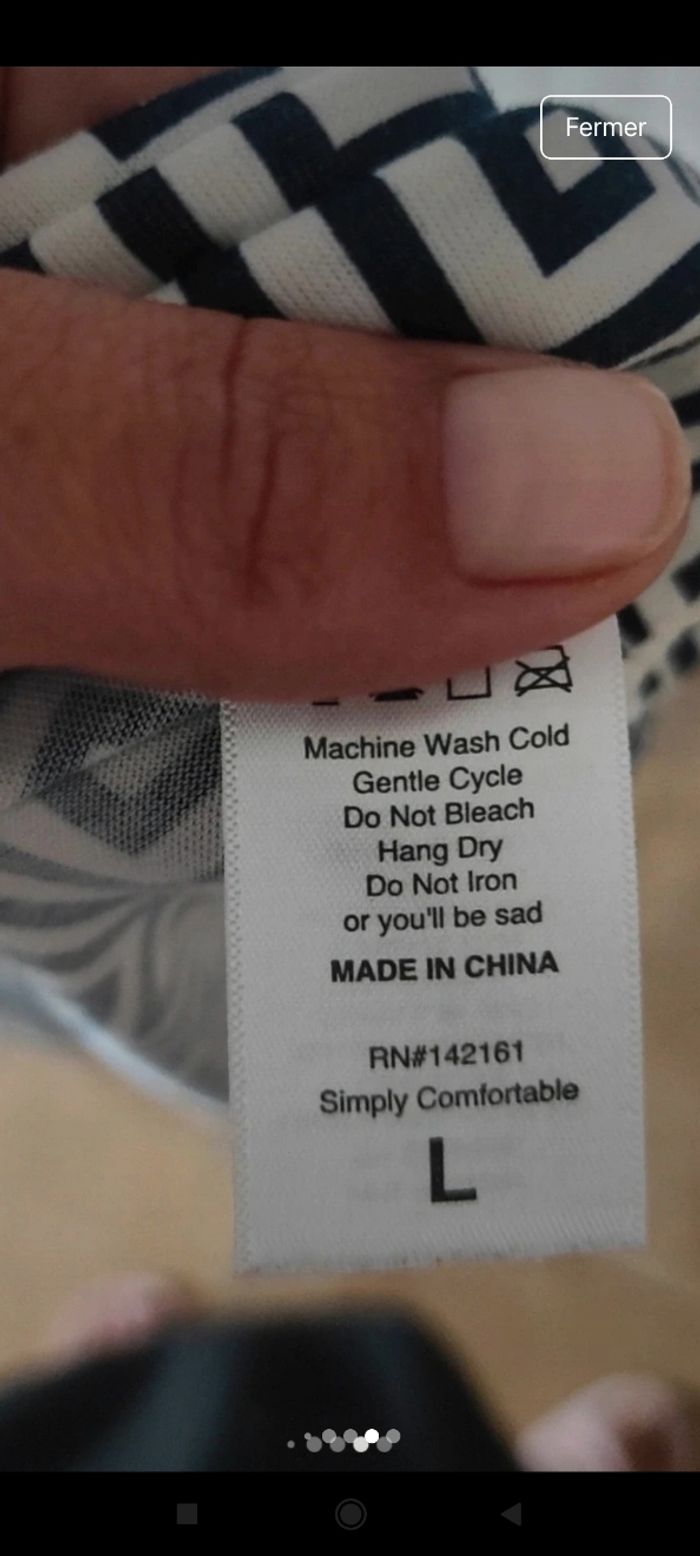 Fermer
Machine Wash Cold
Gentle Cycle
Do Not Bleach
Hang Dry
Do Not Iron
or you'll be sad
MADE IN CHINA
RN#142161
Simply Comfortable
L